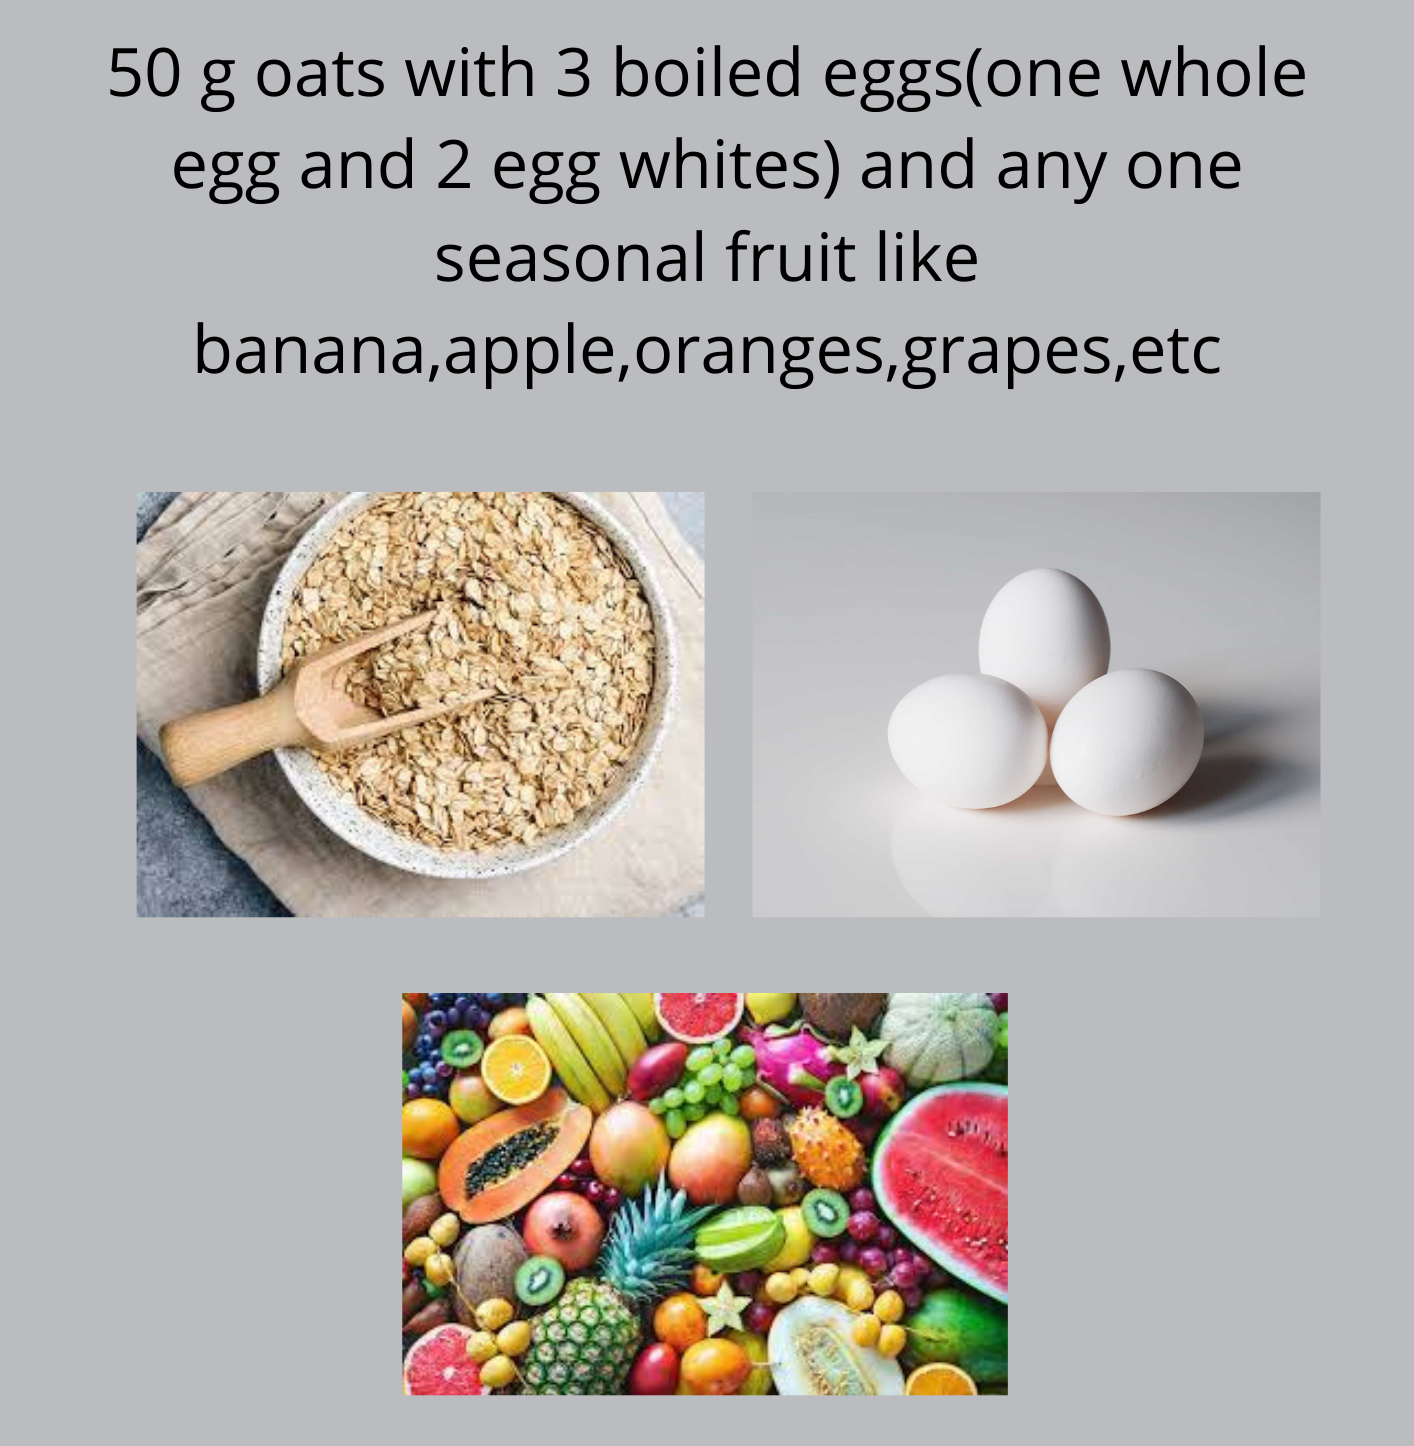 50 g oats with 3 boiled eggs(one whole
egg and 2 egg whites) and any one
seasonal fruit like
banana,apple,oranges,grapes,etc